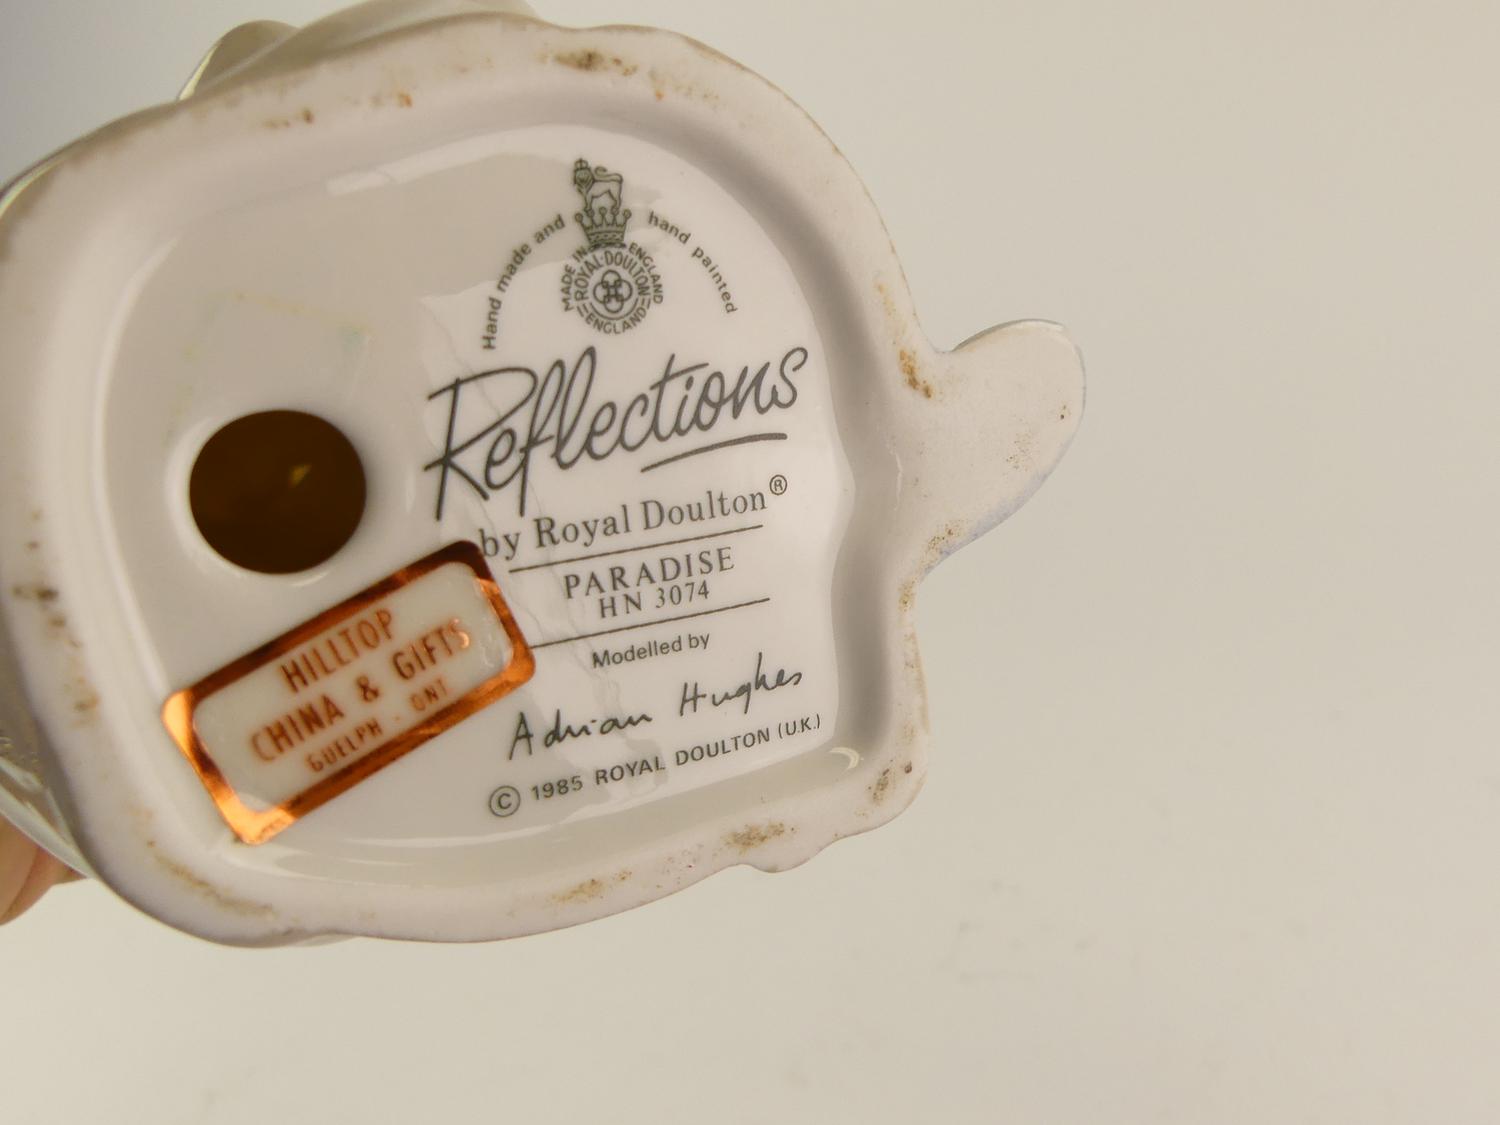 Hand made and hand painted
MADE IN ENGLAND
ROYAL·DOULTON
ENGLAND
Reflections
by Royal Doulton®
PARADISE
HN 3074
Modelled by
Adrian Hughes
© 1985 ROYAL DOULTON (U.K.)
HILLTOP
CHINA & GIFTS
GUELPH - ONT